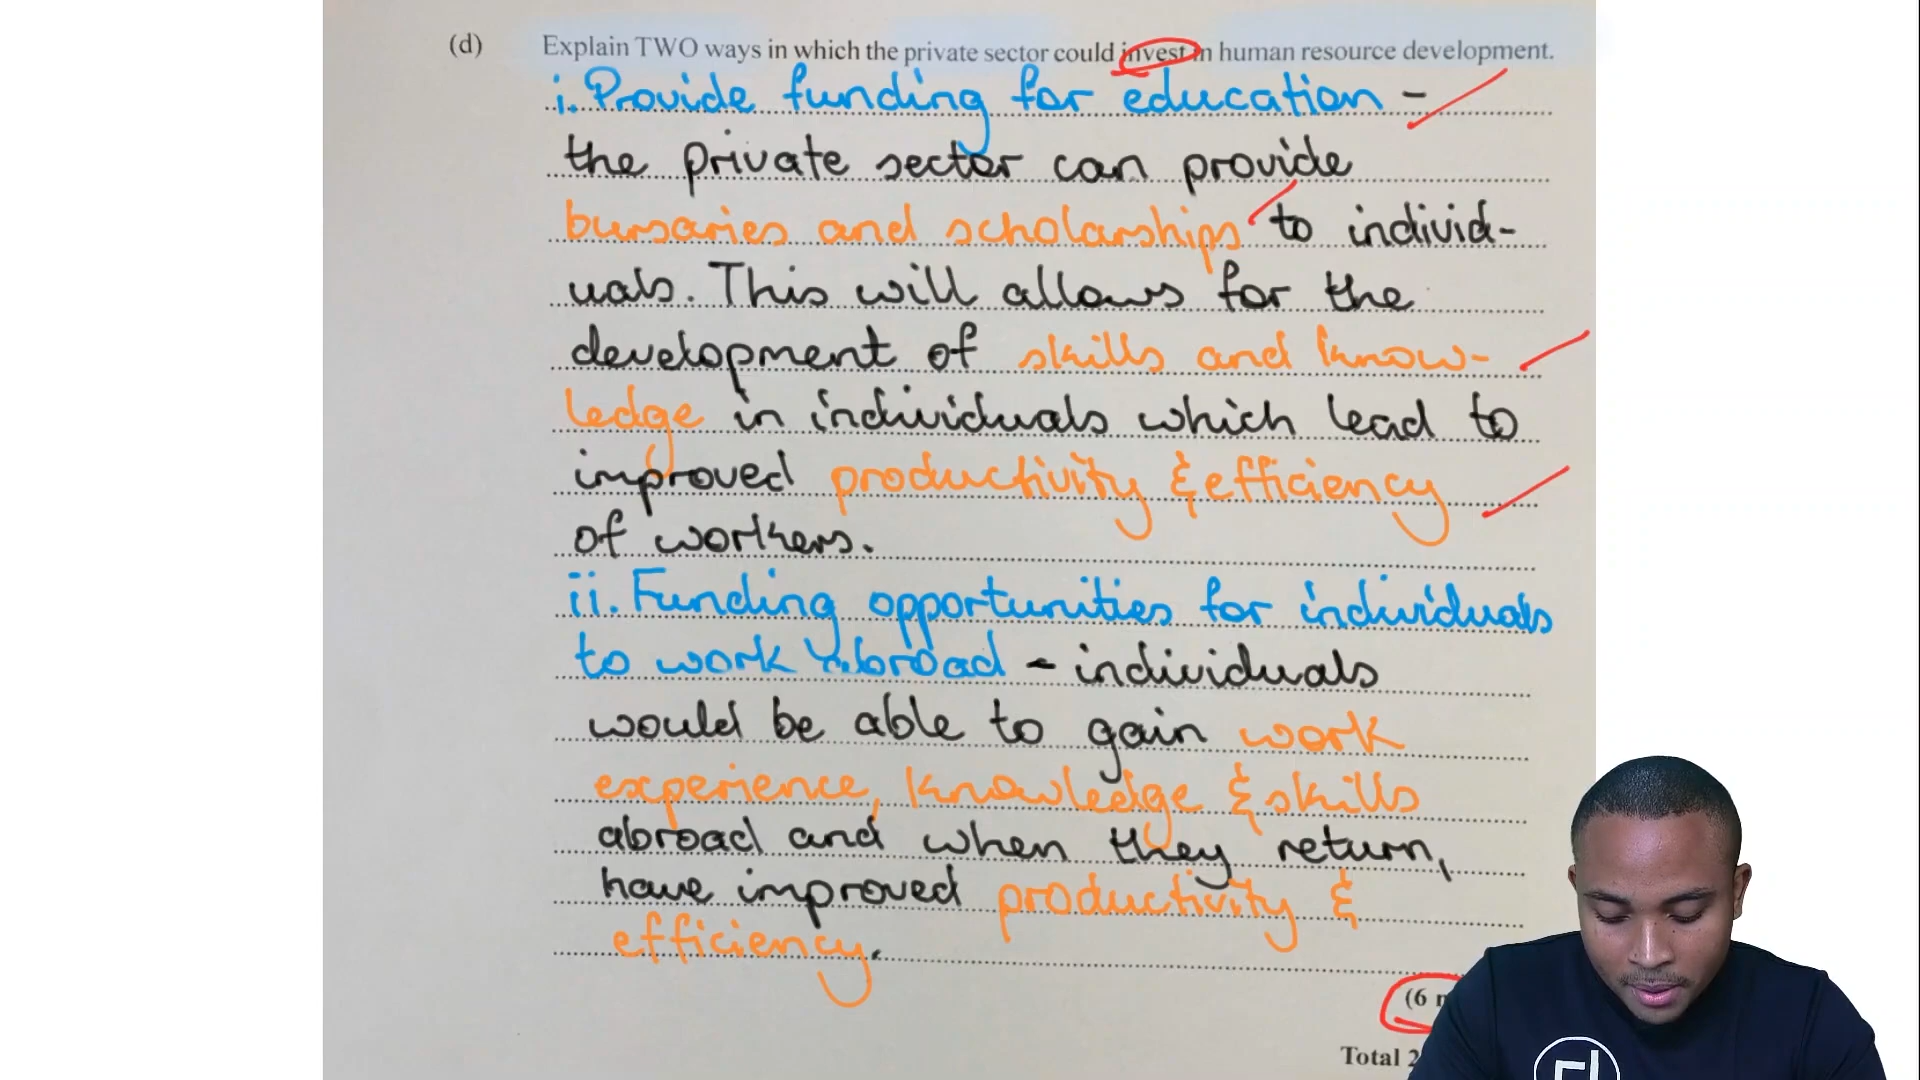 (d) Explain TWO ways in which the private sector could invest in human resource development.
i. Provide funding for education -
the private sector can provide
bursaries and scholarships to individ-
uals. This will allows for the
development of skills and know-
ledge in individuals which lead to
improved productivity & efficiency
of workers.
ii. Funding opportunities for individuals
to work abroad - individuals
would be able to gain work
experience, knowledge & skills
abroad and when they return,
have improved productivity &
efficiency.
(6
Total 2